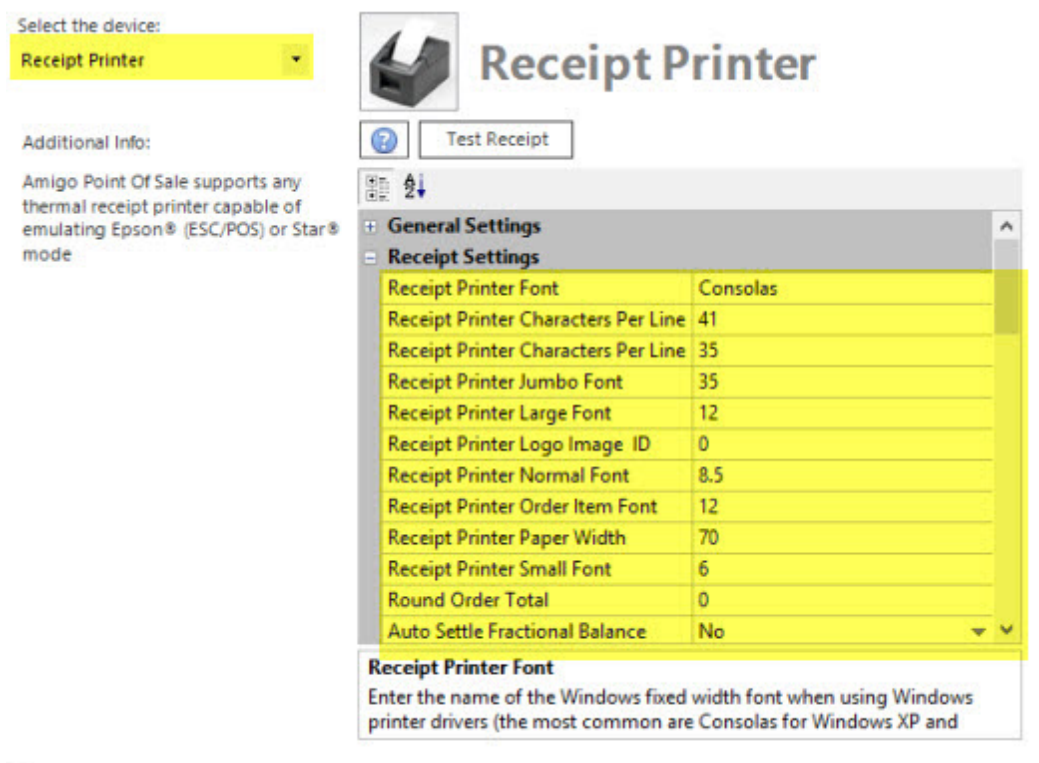 Select the device:
Receipt Printer
Additional Info:
Amigo Point Of Sale supports any
thermal receipt printer capable of
emulating Epson® (ESC/POS) or Star®
mode
Receipt Printer
Test Receipt
General Settings
Receipt Settings
Receipt Printer Font Consolas
Receipt Printer Characters Per Line 41
Receipt Printer Characters Per Line 35
Receipt Printer Jumbo Font 35
Receipt Printer Large Font 12
Receipt Printer Logo Image ID 0
Receipt Printer Normal Font 8.5
Receipt Printer Order Item Font 12
Receipt Printer Paper Width 70
Receipt Printer Small Font 6
Round Order Total 0
Auto Settle Fractional Balance No
Receipt Printer Font
Enter the name of the Windows fixed width font when using Windows
printer drivers (the most common are Consolas for Windows XP and